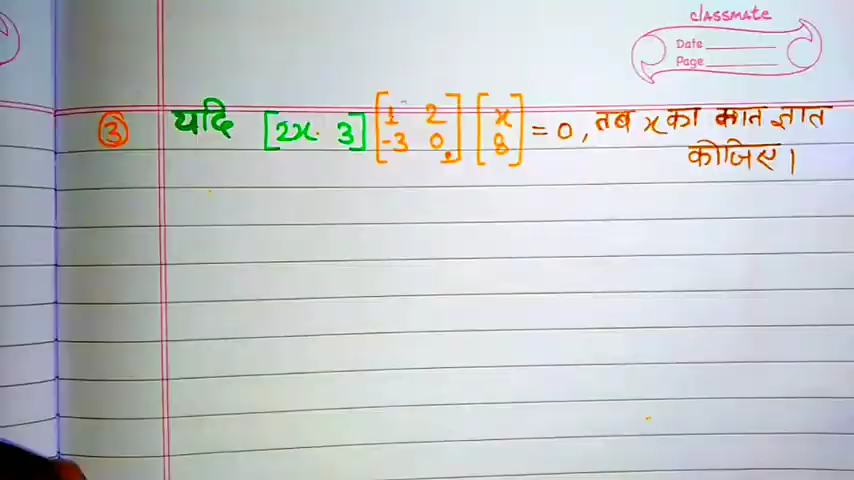 classmate
Date
Page
③ यदि [2x 3] [1 2 -3 0] [x 8] = 0, तब x का मान ज्ञात
कीजिए।